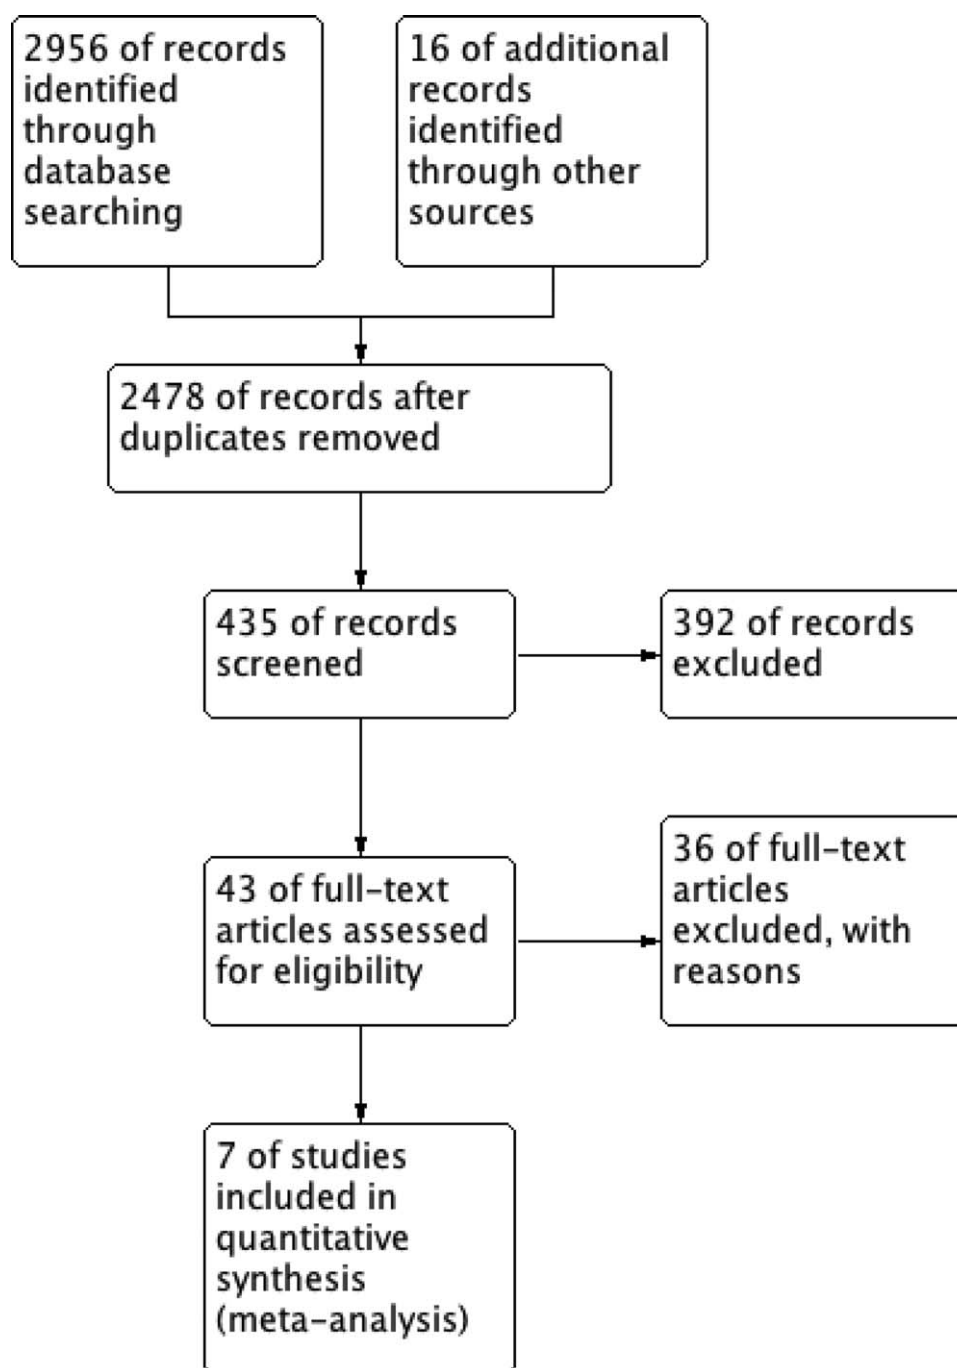 2956 of records
identified
through
database
searching
16 of additional
records
identified
through other
sources
2478 of records after
duplicates removed
435 of records
screened
392 of records
excluded
43 of full-text
articles assessed
for eligibility
36 of full-text
articles
excluded, with
reasons
7 of studies
included in
quantitative
synthesis
(meta-analysis)